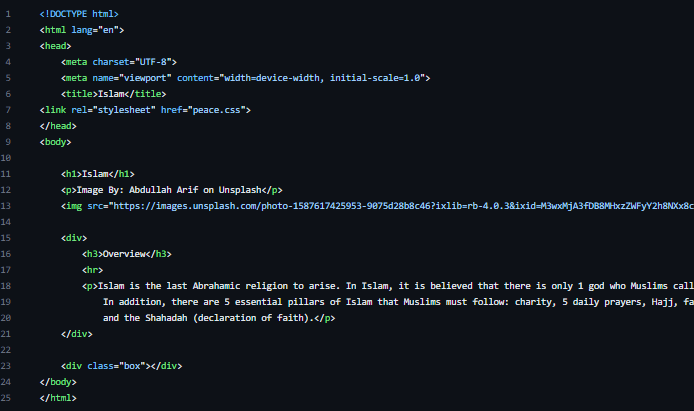 1 <!DOCTYPE html>
2 <html lang="en">
3 <head>
4 <meta charset="UTF-8">
5 <meta name="viewport" content="width=device-width, initial-scale=1.0">
6 <title>Islam</title>
7 <link rel="stylesheet" href="peace.css">
8 </head>
9 <body>
10
11 <h1>Islam</h1>
12 <p>Image By: Abdullah Arif on Unsplash</p>
13 <img src="https://images.unsplash.com/photo-1587617425953-9075d28b8c46?ixlib=rb-4.0.3&ixid=M3wxMjA3fDB8MHxzZWFyY2h8NXx8c
14
15 <div>
16 <h3>Overview</h3>
17 <hr>
18 <p>Islam is the last Abrahamic religion to arise. In Islam, it is believed that there is only 1 god who Muslims call
19 In addition, there are 5 essential pillars of Islam that Muslims must follow: charity, 5 daily prayers, Hajj, fa
20 and the Shahadah (declaration of faith).</p>
21 </div>
22
23 <div class="box"></div>
24 </body>
25 </html>